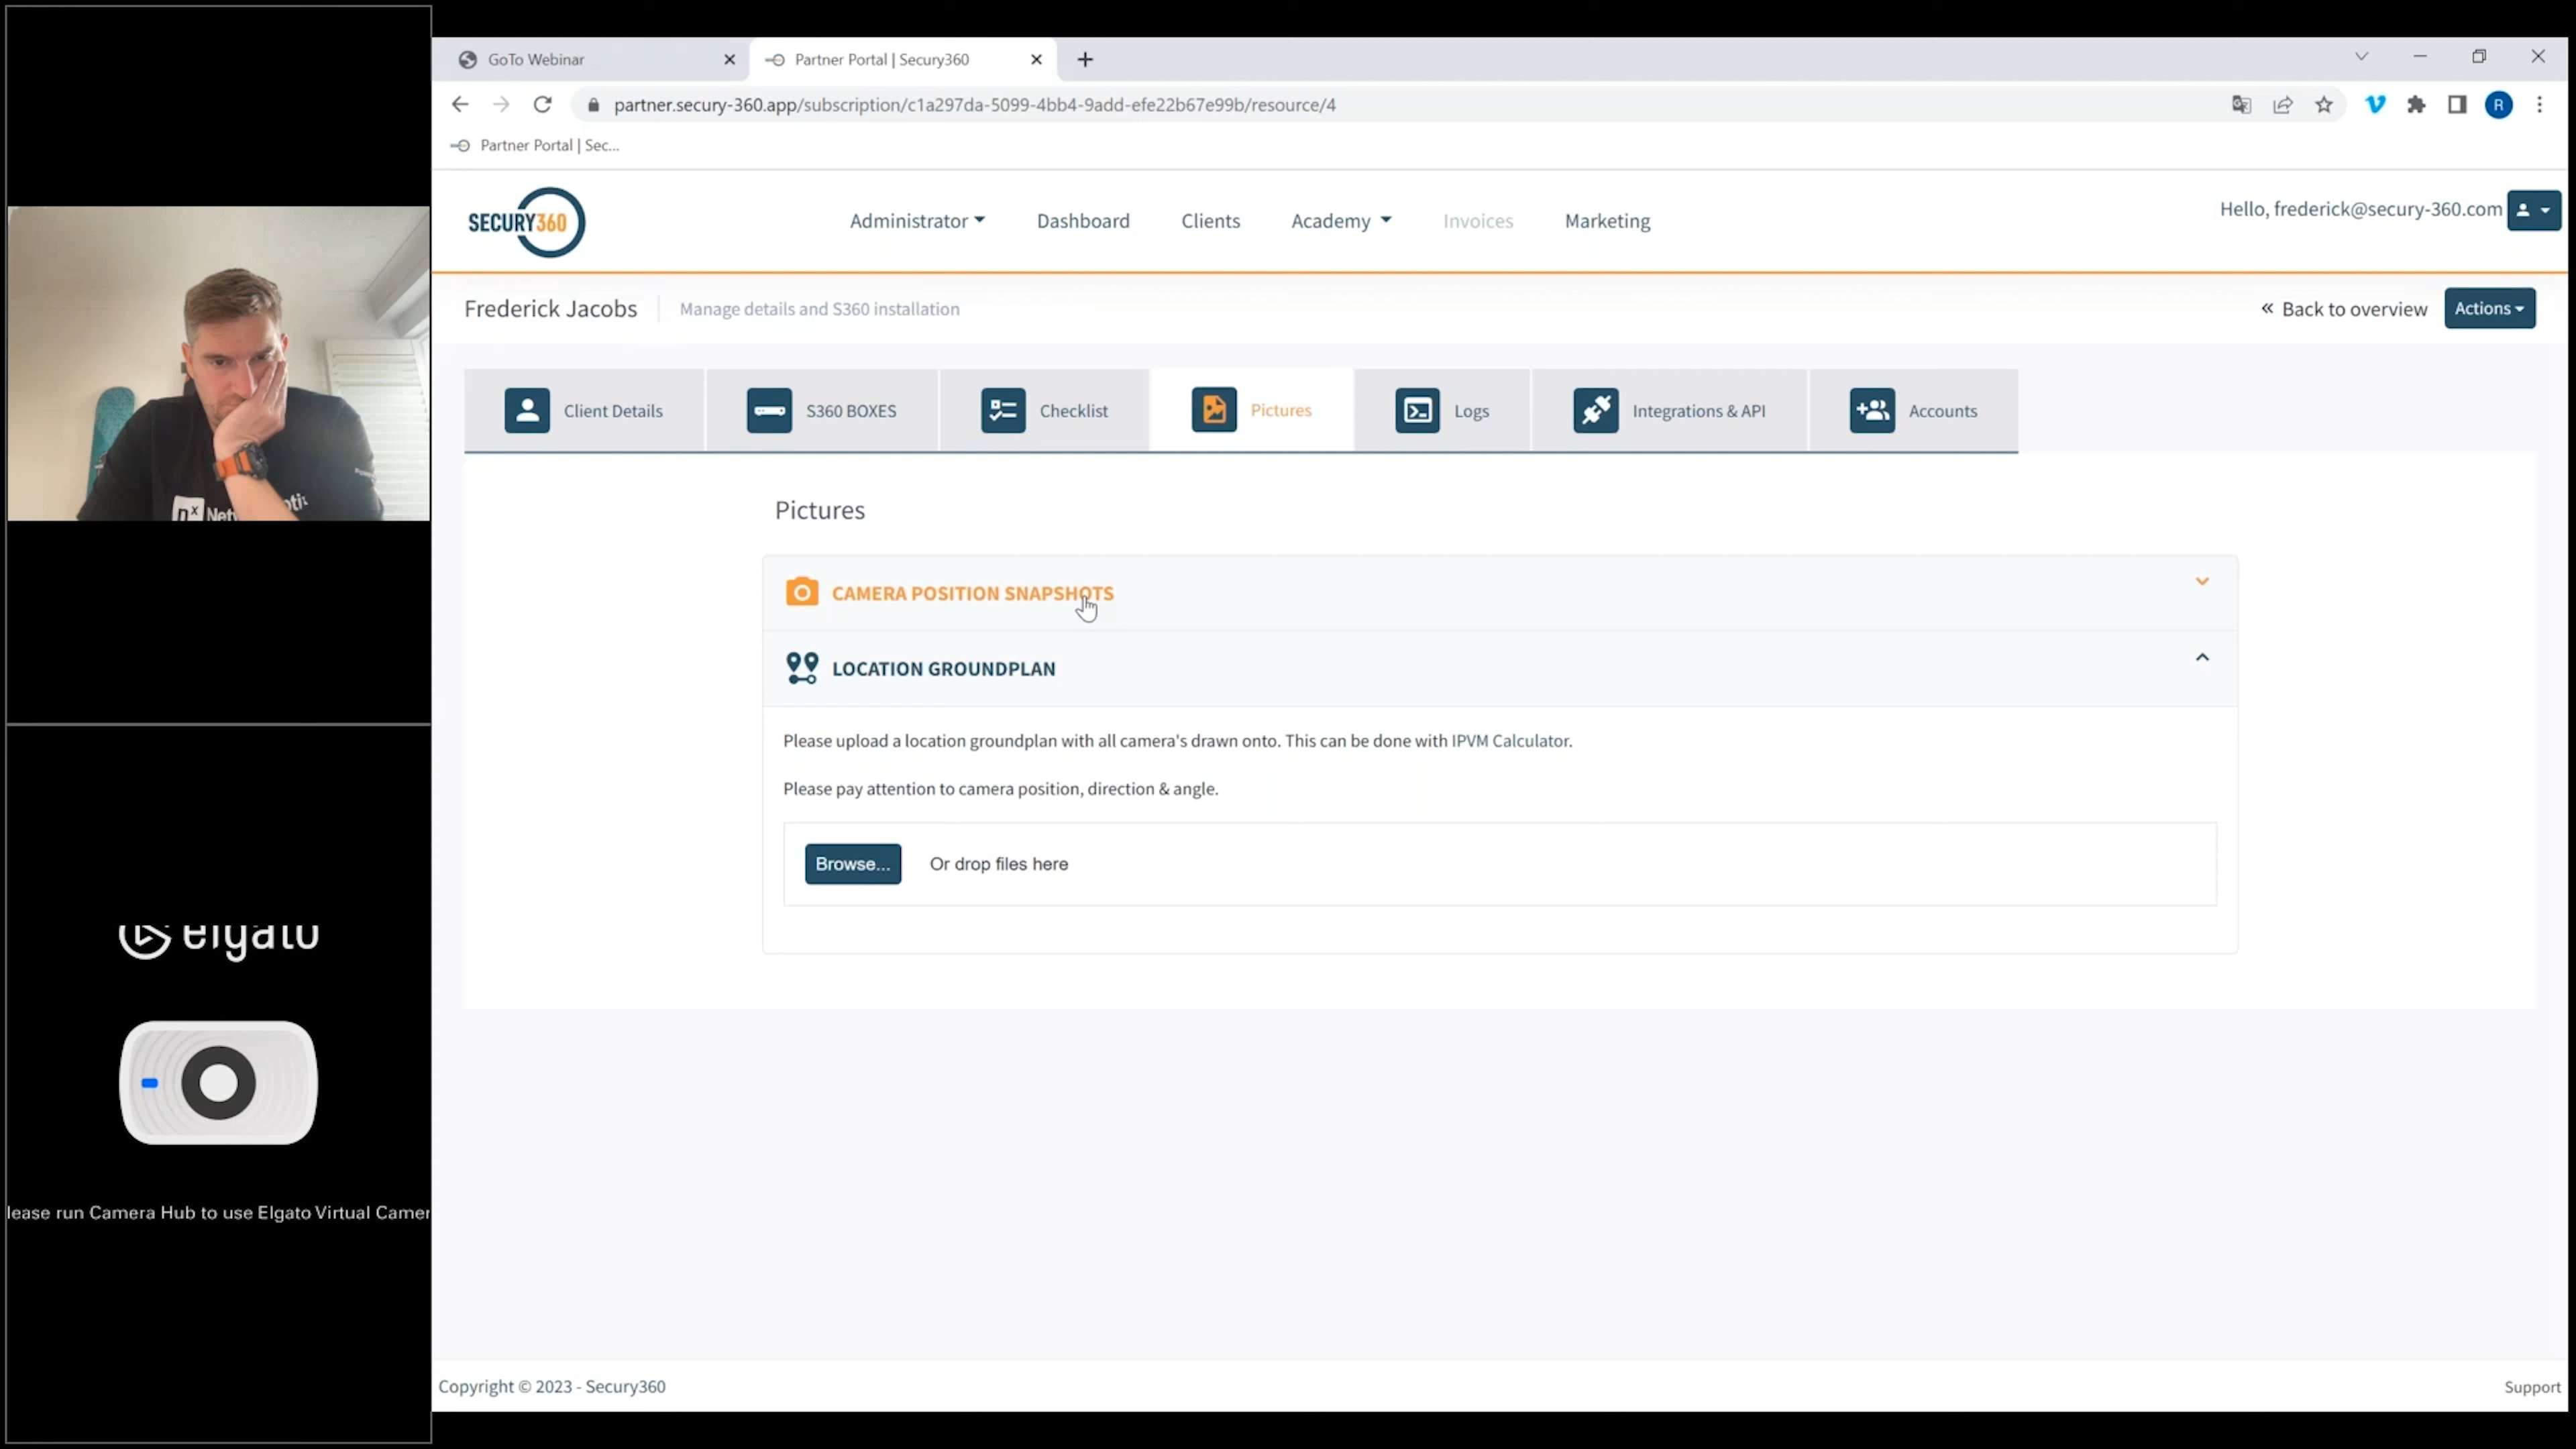 GoTo Webinar
Partner Portal | Secury360
partner.secury-360.app/subscription/c1a297da-5099-4bb4-9add-efe22b67e99b/resource/4
R
Partner Portal | Sec...
SECURY360
Administrator
Dashboard
Clients
Academy
Invoices
Marketing
Hello, frederick@secury-360.com
Frederick Jacobs
Manage details and S360 installation
« Back to overview
Actions
Client Details
S360 BOXES
Checklist
Pictures
Logs
Integrations & API
Accounts
Pictures
CAMERA POSITION SNAPSHOTS
LOCATION GROUNDPLAN
Please upload a location groundplan with all camera's drawn onto. This can be done with IPVM Calculator.
Please pay attention to camera position, direction & angle.
Browse...
Or drop files here
Copyright © 2023 - Secury360
Support
nx
elgato
lease run Camera Hub to use Elgato Virtual Camer